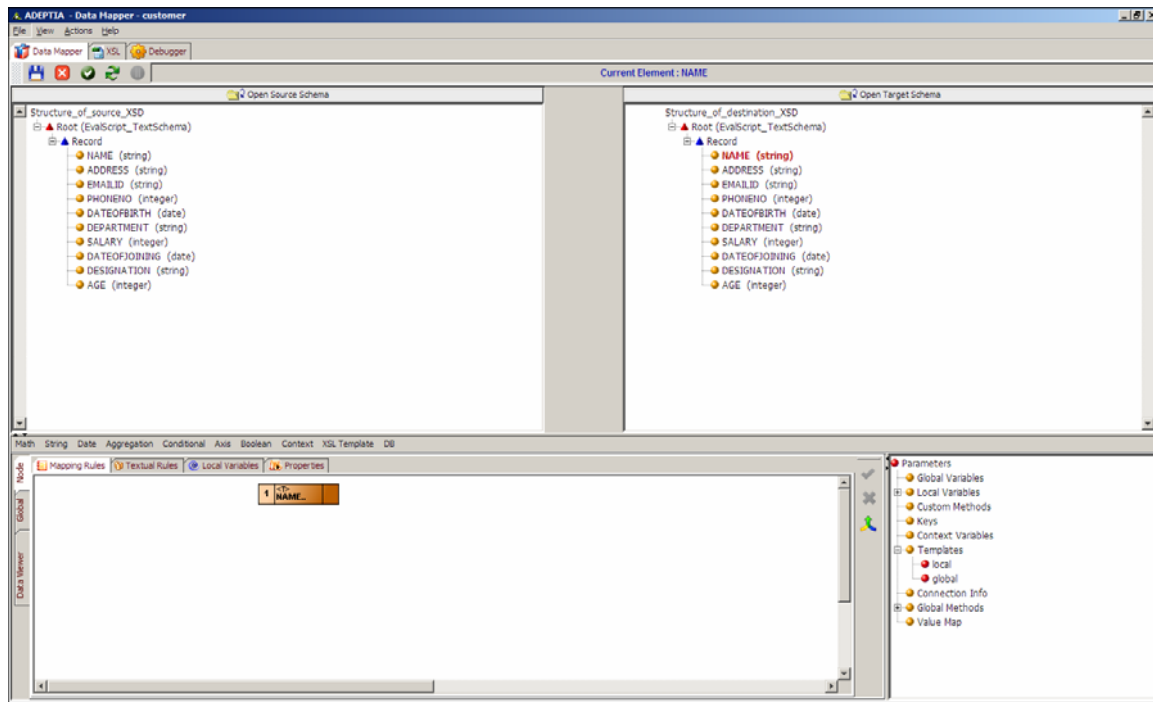 ADEPTIA - Data Mapper - customer
File View Actions Help
Data Mapper XSL Debugger
Current Element : NAME
Open Source Schema
Open Target Schema
Structure_of_source_XSD
Root (EvalScript_TextSchema)
Record
NAME (string)
ADDRESS (string)
EMAILID (string)
PHONENO (integer)
DATEOFBIRTH (date)
DEPARTMENT (string)
SALARY (integer)
DATEOFJOINING (date)
DESIGNATION (string)
AGE (integer)
Structure_of_destination_XSD
Root (EvalScript_TextSchema)
Record
NAME (string)
ADDRESS (string)
EMAILID (string)
PHONENO (integer)
DATEOFBIRTH (date)
DEPARTMENT (string)
SALARY (integer)
DATEOFJOINING (date)
DESIGNATION (string)
AGE (integer)
Math String Date Aggregation Conditional Axis Boolean Context XSL Template DB
Node
Global
Data Viewer
Mapping Rules Textual Rules Local Variables Properties
1 <T> NAME...
Parameters
Global Variables
Local Variables
Custom Methods
Keys
Context Variables
Templates
local
global
Connection Info
Global Methods
Value Map